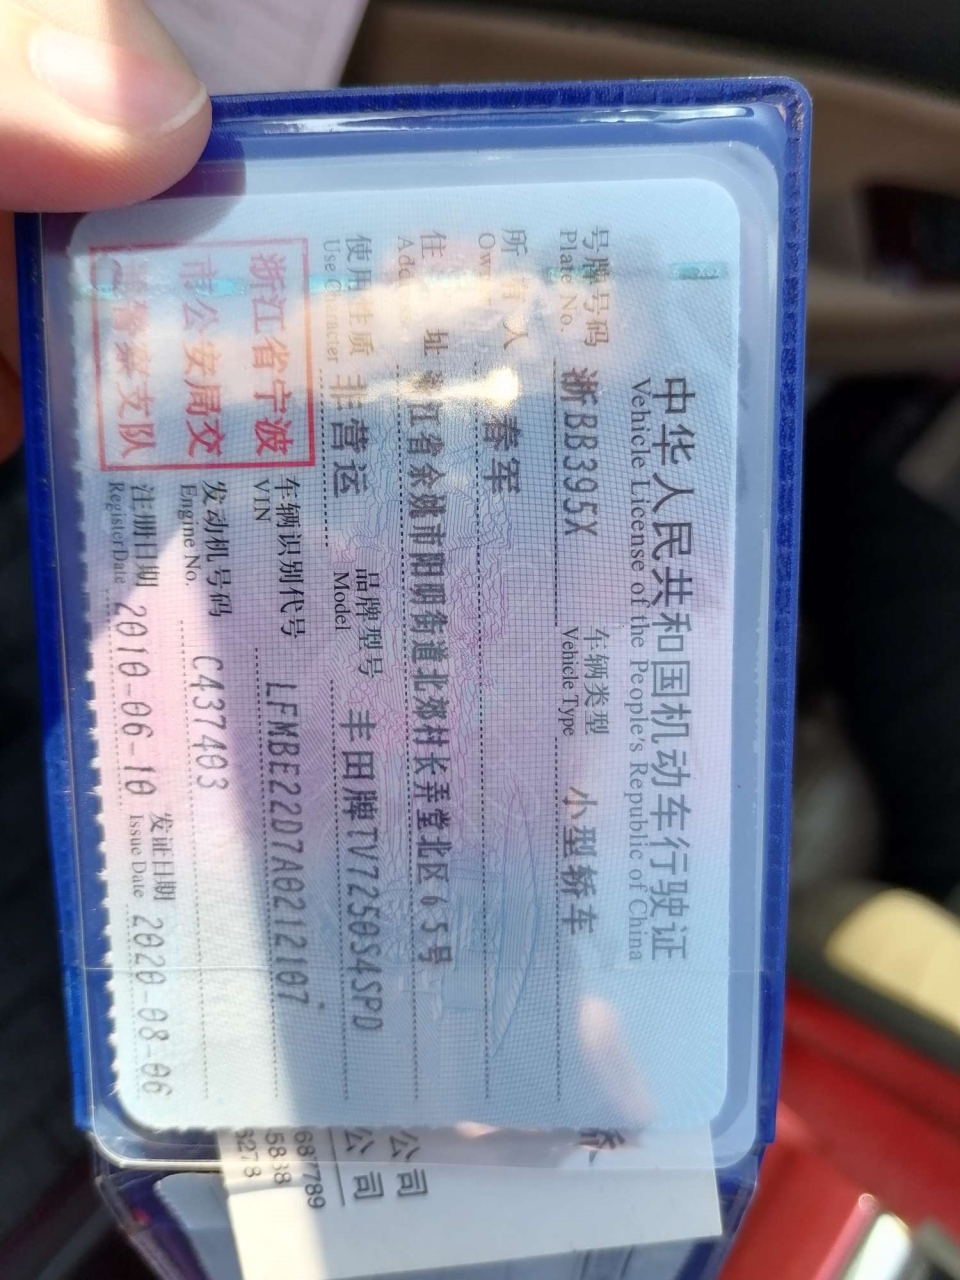 中华人民共和国机动车行驶证
Vehicle License of the People's Republic of China
号牌号码 浙BB395X 车辆类型 小型轿车
Plate No. Vehicle Type
所有人 春军
住址 江省余姚市阳明街道北郊村长弄堂北区65号
使用性质 非营运 品牌型号 丰田牌TV7250S4SPD
Use Character Model
车辆识别代号 LFMBE22D7A0212107
VIN
发动机号码 C437403
Engine No.
注册日期 2010-06-10 发证日期 2020-08-06
Register Date Issue Date
浙江省宁波
市公安局交
警察支队
公司
公司